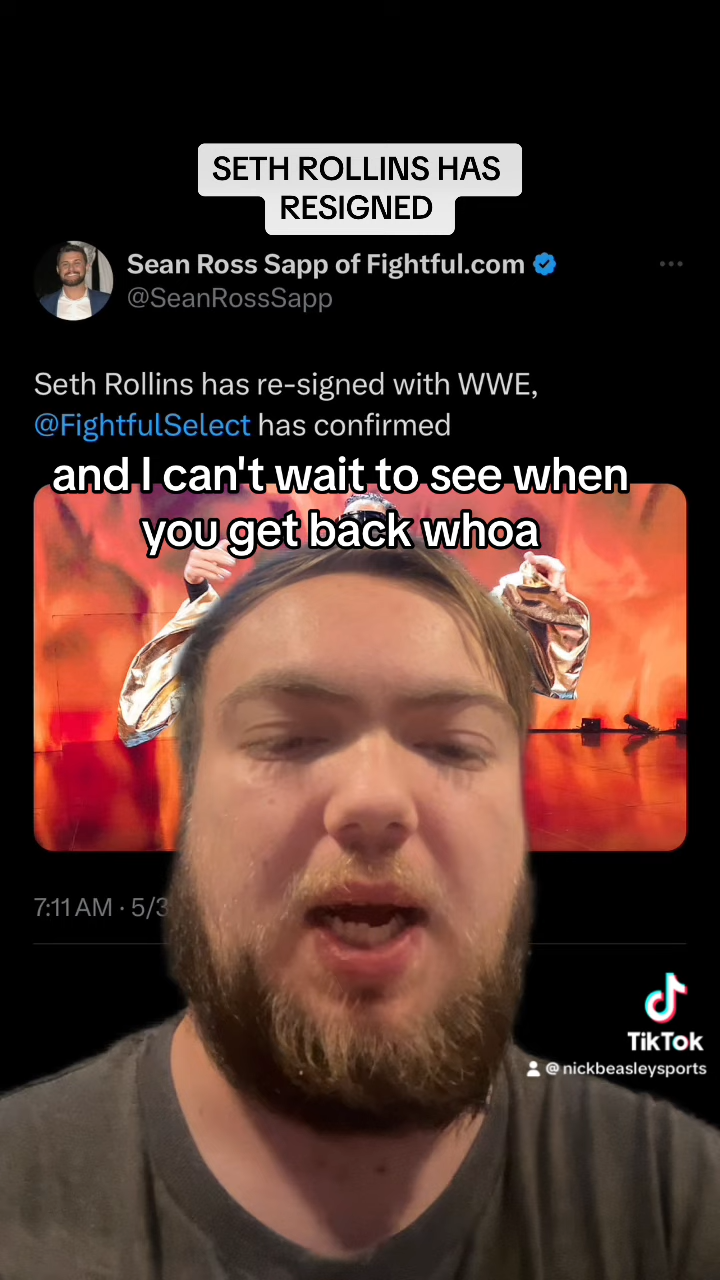 SETH ROLLINS HAS
RESIGNED
Sean Ross Sapp of Fightful.com
@SeanRossSapp
Seth Rollins has re-signed with WWE,
@FightfulSelect has confirmed
and I can't wait to see when
you get back whoa
7:11 AM · 5/3
TikTok
@nickbeasleysports